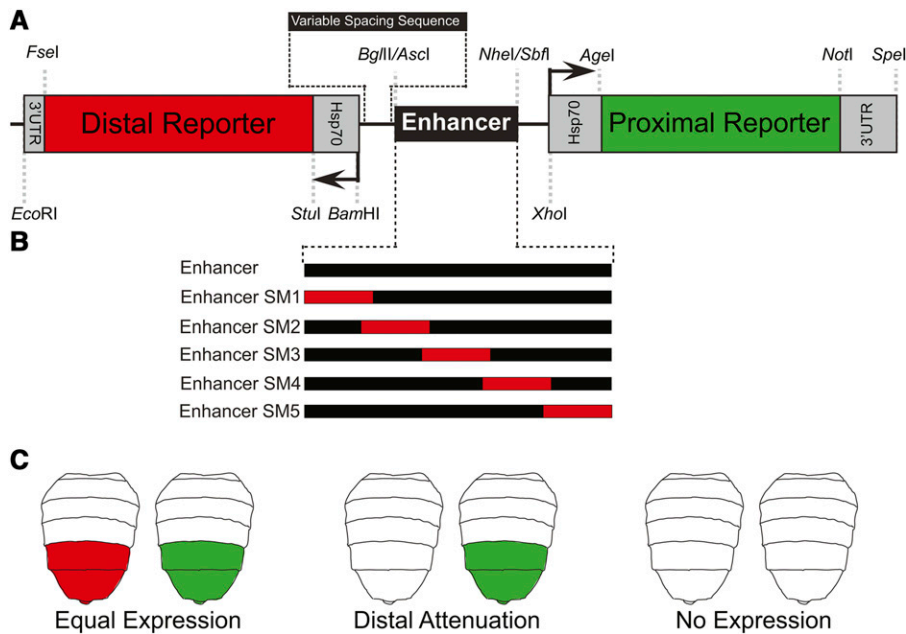 A
Variable Spacing Sequence
FseI
BglII/AscI
NheI/SbfI
AgeI
NotI
SpeI
3'UTR
Distal Reporter
Hsp70
Enhancer
Hsp70
Proximal Reporter
3'UTR
EcoRI
StuI
BamHI
XhoI
B
Enhancer
Enhancer SM1
Enhancer SM2
Enhancer SM3
Enhancer SM4
Enhancer SM5
C
Equal Expression
Distal Attenuation
No Expression